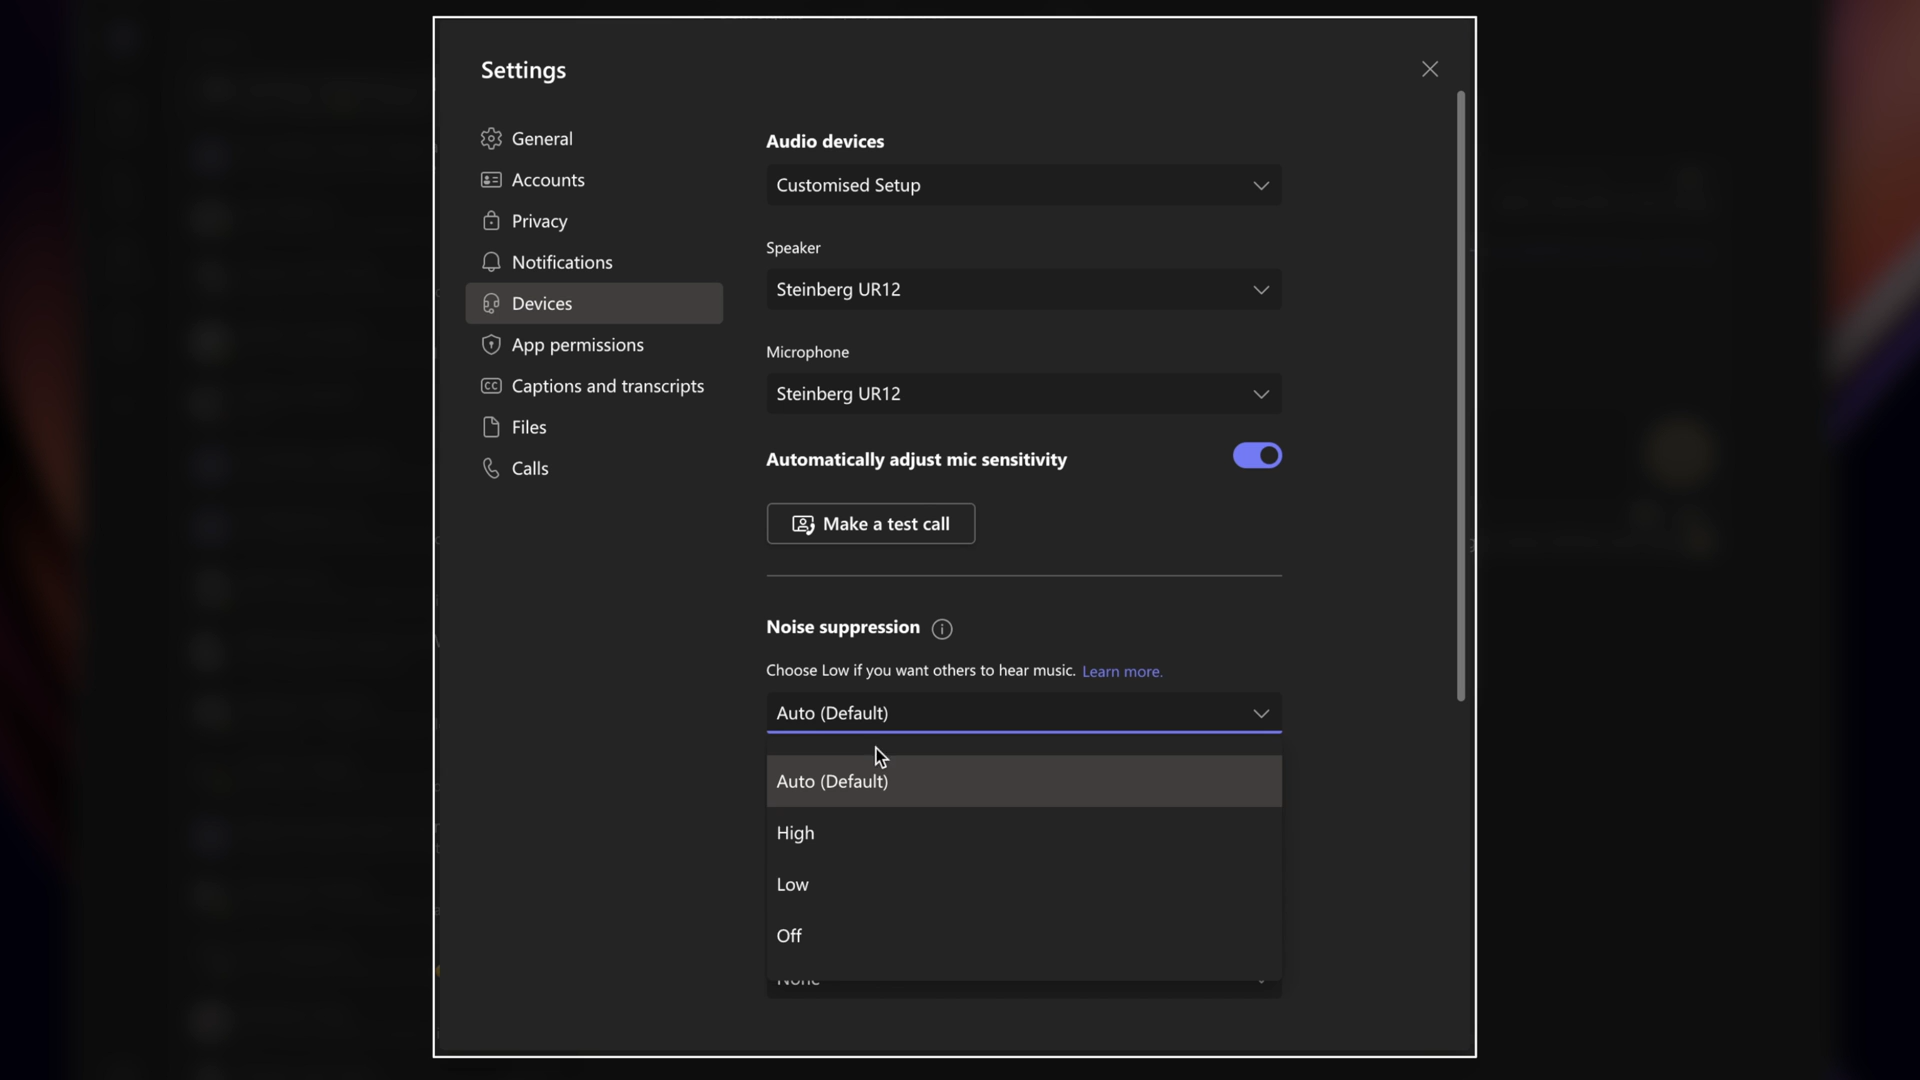 Settings
General
Accounts
Privacy
Notifications
Devices
App permissions
Captions and transcripts
Files
Calls
Audio devices
Customised Setup
Speaker
Steinberg UR12
Microphone
Steinberg UR12
Automatically adjust mic sensitivity
Make a test call
Noise suppression
Choose Low if you want others to hear music. Learn more.
Auto (Default)
Auto (Default)
High
Low
Off
None